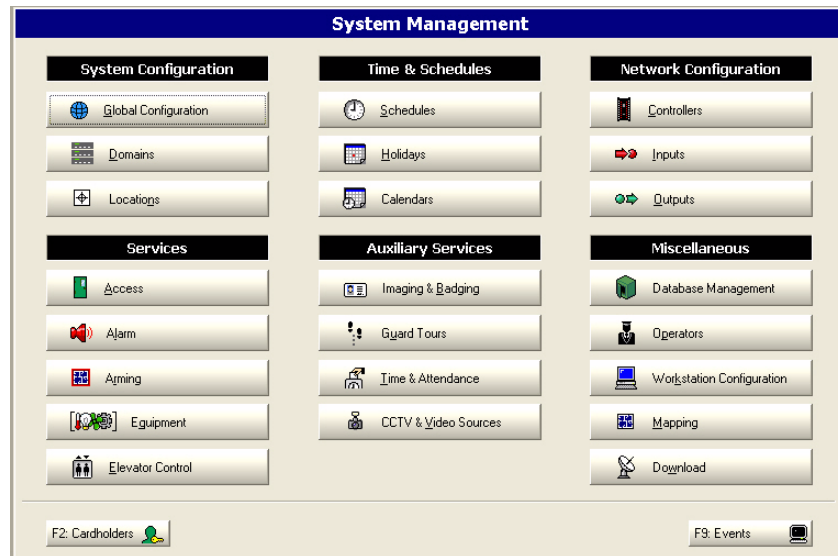 System Management
System Configuration
Global Configuration
Domains
Locations
Time & Schedules
Schedules
Holidays
Calendars
Network Configuration
Controllers
Inputs
Outputs
Services
Access
Alarm
Arming
Equipment
Elevator Control
Auxiliary Services
Imaging & Badging
Guard Tours
Time & Attendance
CCTV & Video Sources
Miscellaneous
Database Management
Operators
Workstation Configuration
Mapping
Download
F2: Cardholders
F9: Events